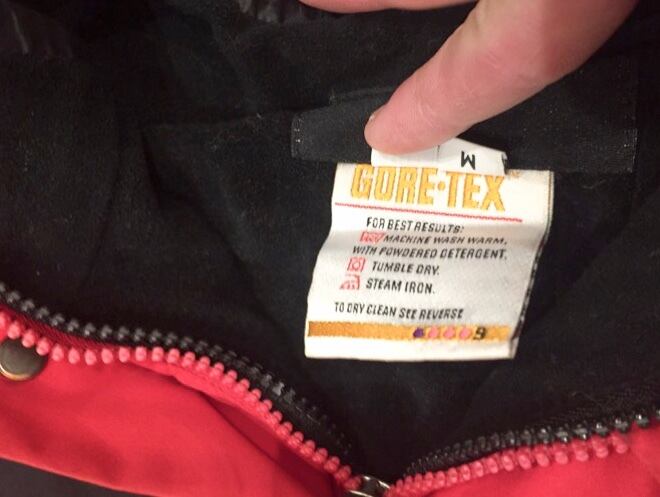 M
GORE-TEX
FOR BEST RESULTS:
MACHINE WASH WARM,
WITH POWDERED DETERGENT.
TUMBLE DRY.
STEAM IRON.
TO DRY CLEAN SEE REVERSE
9